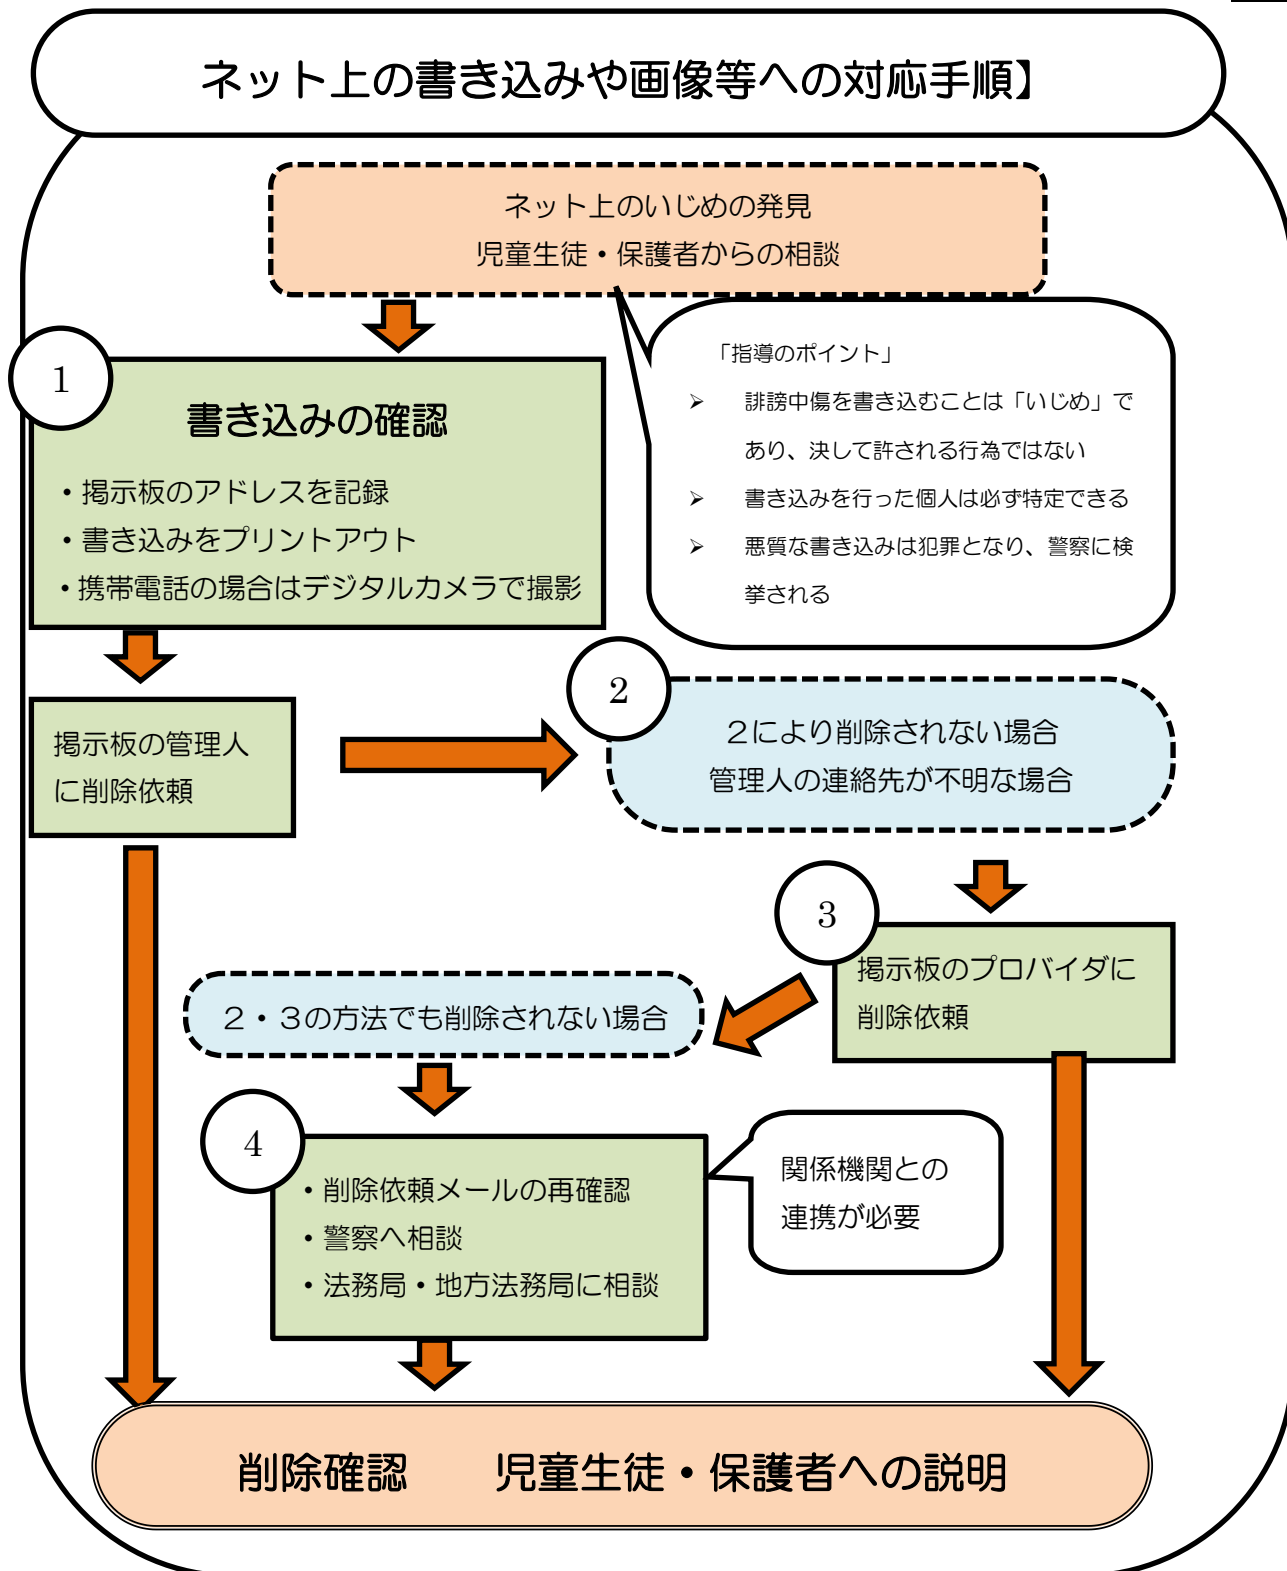 ネット上の書き込みや画像等への対応手順】
ネット上のいじめの発見
児童生徒・保護者からの相談
「指導のポイント」
➢ 誹謗中傷を書き込むことは「いじめ」で
あり、決して許される行為ではない
➢ 書き込みを行った個人は必ず特定できる
➢ 悪質な書き込みは犯罪となり、警察に検
挙される
1
書き込みの確認
・掲示板のアドレスを記録
・書き込みをプリントアウト
・携帯電話の場合はデジタルカメラで撮影
掲示板の管理人
に削除依頼
2
２により削除されない場合
管理人の連絡先が不明な場合
3
掲示板のプロバイダに
削除依頼
２・３の方法でも削除されない場合
4
・削除依頼メールの再確認
・警察へ相談
・法務局・地方法務局に相談
関係機関との
連携が必要
削除確認　　児童生徒・保護者への説明